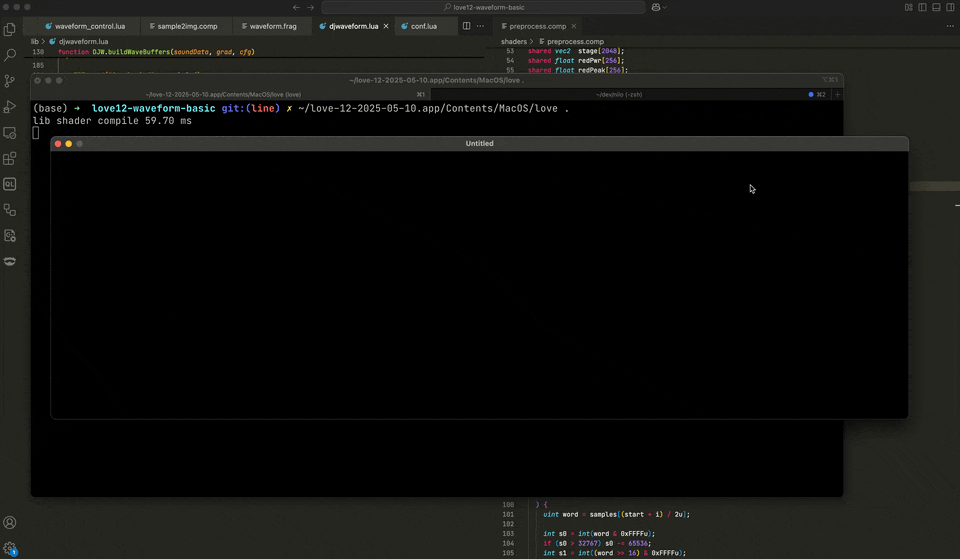 love12-waveform-basic
waveform_control.lua
sample2img.comp
waveform.frag
djwaveform.lua
conf.lua
preprocess.comp
lib > djwaveform.lua
shaders > preprocess.comp
130 function DJW.buildWaveBuffers(soundData, grad, cfg)
185
53 shared vec2 stage[2048];
54 shared float redPwr[256];
55 shared float redPeak[256];
~/love-12-2025-05-10.app/Contents/MacOS/love .
⌥⌘1
~/love-12-2025-05-10.app/Contents/MacOS/love (love) ⌘1
~/dev/nilo (-zsh) ⌘2
(base) ➜ love12-waveform-basic git:(line) ✗ ~/love-12-2025-05-10.app/Contents/MacOS/love .
lib shader compile 59.70 ms
Untitled
100 ) {
101 uint word = samples[(start + i) / 2u];
102
103 int s0 = int(word & 0xFFFFu);
104 if (s0 > 32767) s0 -= 65536;
105 int s1 = int((word >> 16) & 0xFFFFu);
QL
1